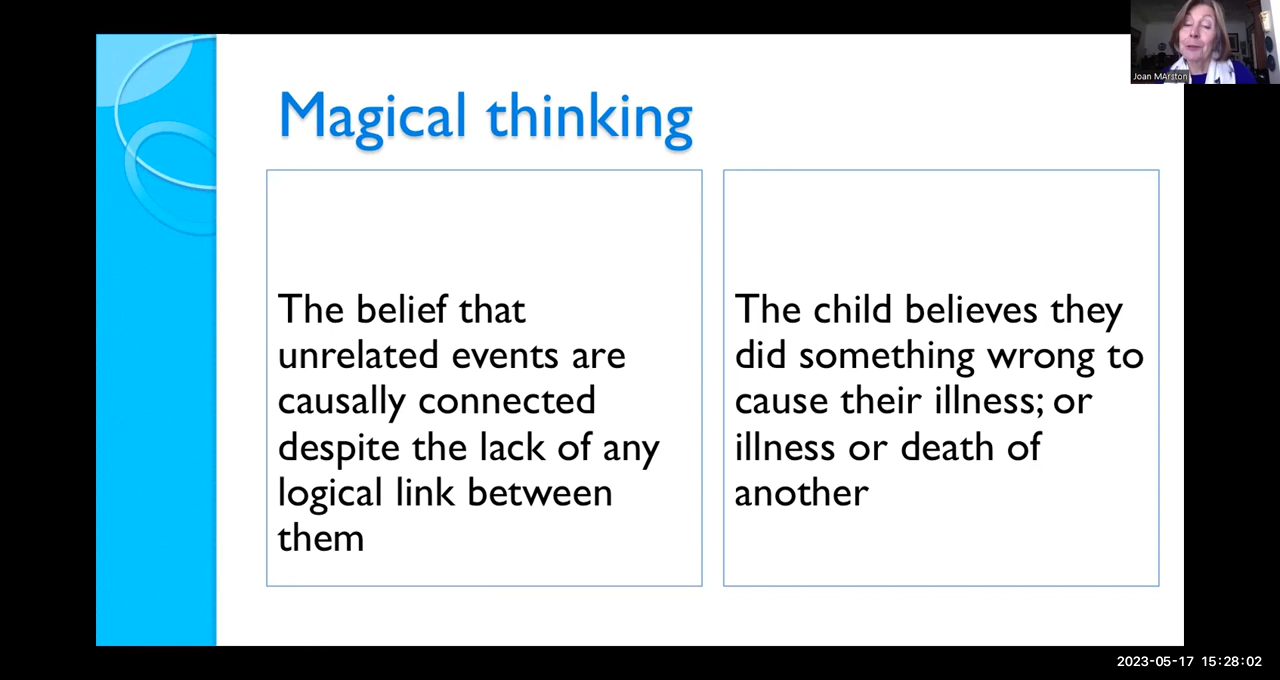 Joan MArston
Magical thinking
The belief that
unrelated events are
causally connected
despite the lack of any
logical link between
them
The child believes they
did something wrong to
cause their illness; or
illness or death of
another
2023-05-17 15:28:02